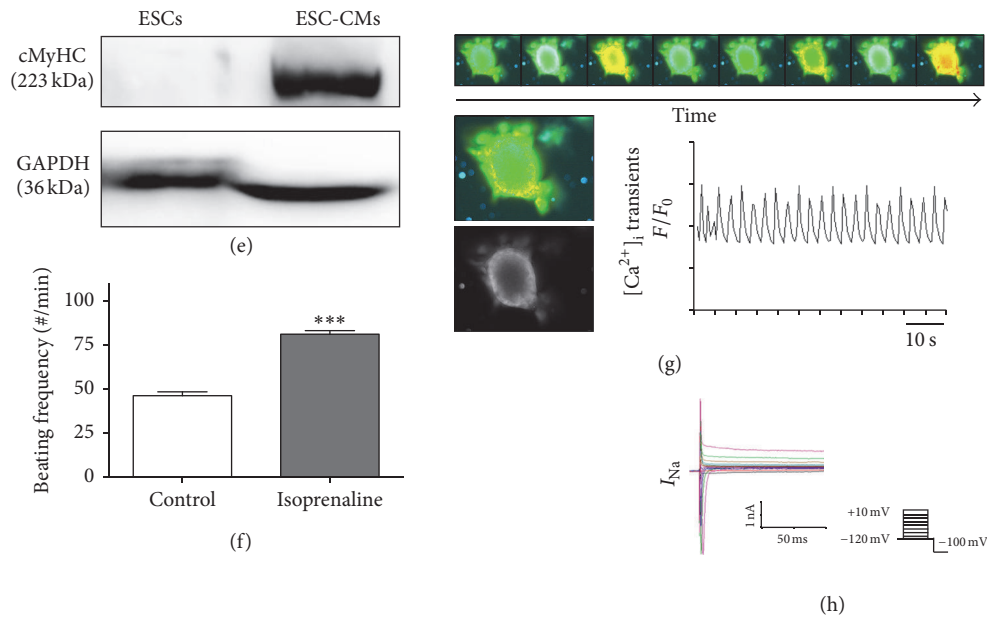 ESCs ESC-CMs
cMyHC
(223 kDa)
GAPDH
(36 kDa)
(e)
Beating frequency (#/min)
100
75
50
25
0
***
Control Isoprenaline
(f)
Time
[Ca²⁺]ᵢ transients
F/F₀
10 s
(g)
I_Na
1 nA
50 ms
+10 mV
−120 mV
−100 mV
(h)